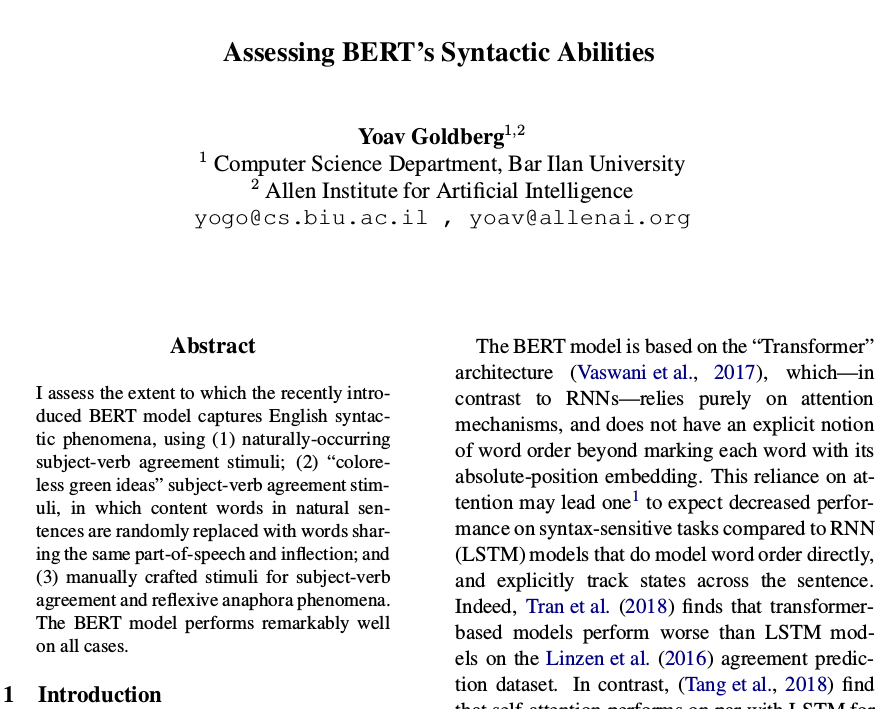 Assessing BERT's Syntactic Abilities
Yoav Goldberg1,2
1 Computer Science Department, Bar Ilan University
2 Allen Institute for Artificial Intelligence
yogo@cs.biu.ac.il , yoav@allenai.org
Abstract
I assess the extent to which the recently intro-
duced BERT model captures English syntac-
tic phenomena, using (1) naturally-occurring
subject-verb agreement stimuli; (2) “colore-
less green ideas” subject-verb agreement stim-
uli, in which content words in natural sen-
tences are randomly replaced with words shar-
ing the same part-of-speech and inflection; and
(3) manually crafted stimuli for subject-verb
agreement and reflexive anaphora phenomena.
The BERT model performs remarkably well
on all cases.
1 Introduction
The BERT model is based on the “Transformer”
architecture (Vaswani et al., 2017), which—in
contrast to RNNs—relies purely on attention
mechanisms, and does not have an explicit notion
of word order beyond marking each word with its
absolute-position embedding. This reliance on at-
tention may lead one1 to expect decreased perfor-
mance on syntax-sensitive tasks compared to RNN
(LSTM) models that do model word order directly,
and explicitly track states across the sentence.
Indeed, Tran et al. (2018) finds that transformer-
based models perform worse than LSTM mod-
els on the Linzen et al. (2016) agreement predic-
tion dataset. In contrast, (Tang et al., 2018) find
that self-attention performs on par with LSTM for